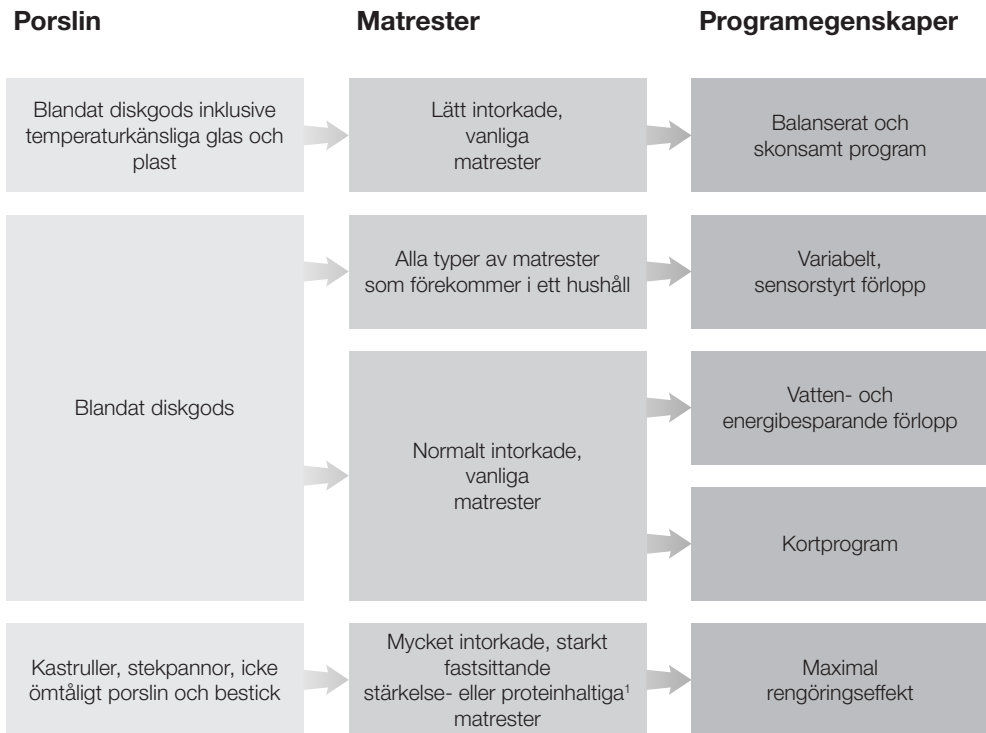 Porslin
Matrester
Programegenskaper
Blandat diskgods inklusive
temperaturkänsliga glas och
plast
Lätt intorkade,
vanliga
matrester
Balanserat och
skonsamt program
Blandat diskgods
Alla typer av matrester
som förekommer i ett hushåll
Variabelt,
sensorstyrt förlopp
Normalt intorkade,
vanliga
matrester
Vatten- och
energibesparande förlopp
Kortprogram
Kastruller, stekpannor, icke
ömtåligt porslin och bestick
Mycket intorkade, starkt
fastsittande
stärkelse- eller proteinhaltiga¹
matrester
Maximal
rengöringseffekt